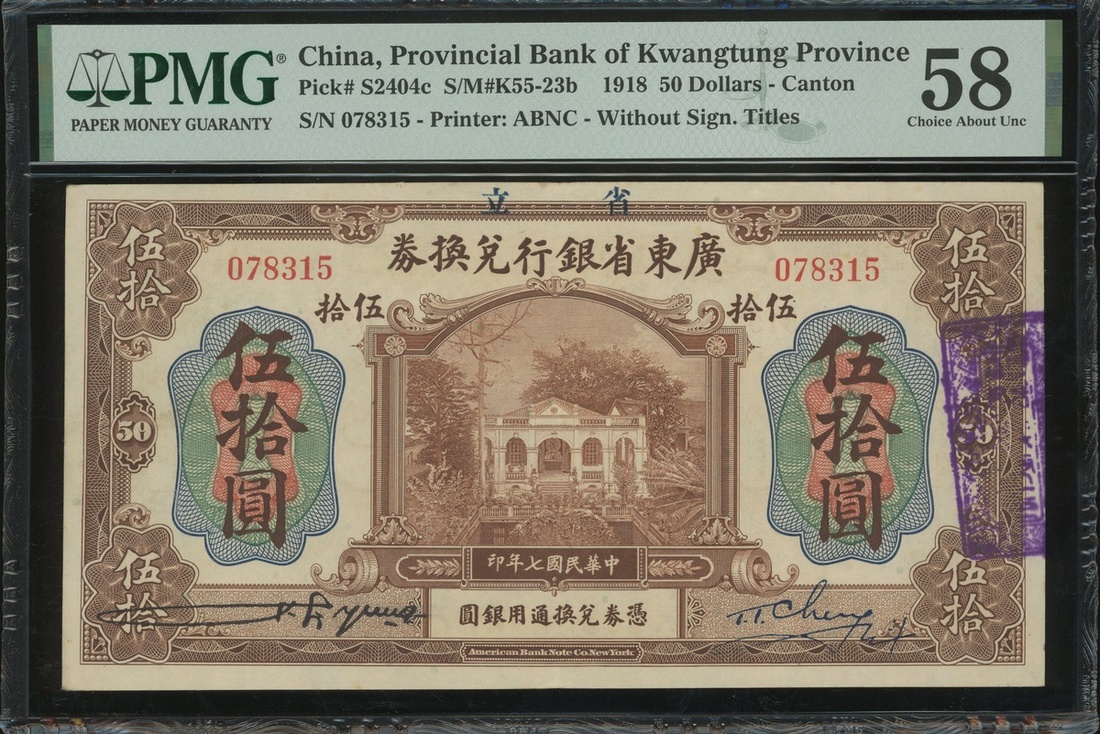 PMG®
PAPER MONEY GUARANTY
China, Provincial Bank of Kwangtung Province
Pick# S2404c S/M#K55-23b 1918 50 Dollars - Canton
S/N 078315 - Printer: ABNC - Without Sign. Titles
58
Choice About Unc
立 省
券換兌行銀省東廣
伍拾
伍拾
078315
078315
拾伍
拾伍
伍拾圓
伍拾圓
50
50
印年七國民華中
圓銀用通換兌券憑
伍拾
伍拾
American Bank Note Co. New York